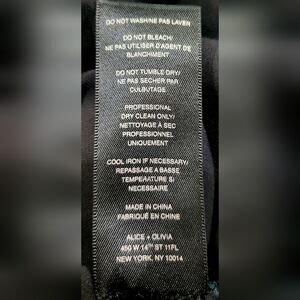 DO NOT WASH/NE PAS LAVER
DO NOT BLEACH/
NE PAS UTILISER D'AGENT DE
BLANCHIMENT
DO NOT TUMBLE DRY/
NE PAS SECHER PAR
CULBUTAGE
PROFESSIONAL
DRY CLEAN ONLY/
NETTOYAGE À SEC
PROFESSIONNEL
UNIQUEMENT
COOL IRON IF NECESSARY/
REPASSAGE A BASSE
TEMPERATURE SI
NECESSAIRE
MADE IN CHINA
FABRIQUÉ EN CHINE
ALICE + OLIVIA
450 W 14TH ST 11FL
NEW YORK, NY 10014